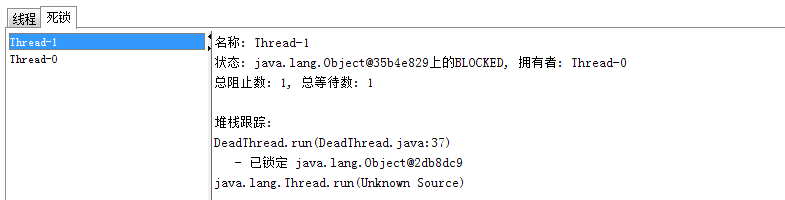 线程 死锁
Thread-1
Thread-0
名称: Thread-1
状态: java.lang.Object@35b4e829上的BLOCKED, 拥有者: Thread-0
总阻止数: 1, 总等待数: 1
堆栈跟踪:
DeadThread.run(DeadThread.java:37)
- 已锁定 java.lang.Object@2db8dc9
java.lang.Thread.run(Unknown Source)